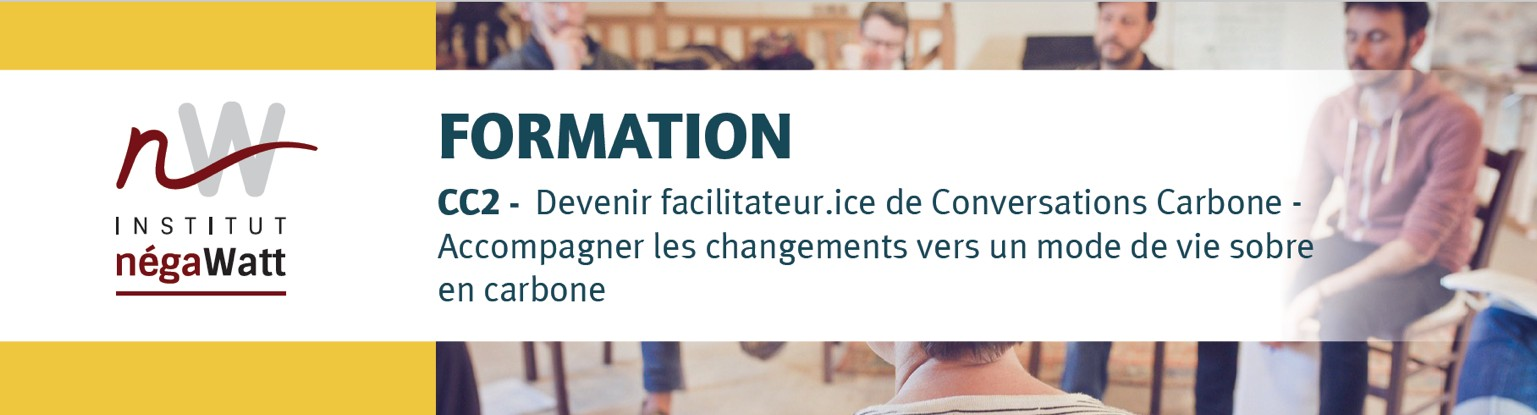 nW
INSTITUT
négaWatt
FORMATION
CC2 - Devenir facilitateur.ice de Conversations Carbone -
Accompagner les changements vers un mode de vie sobre
en carbone